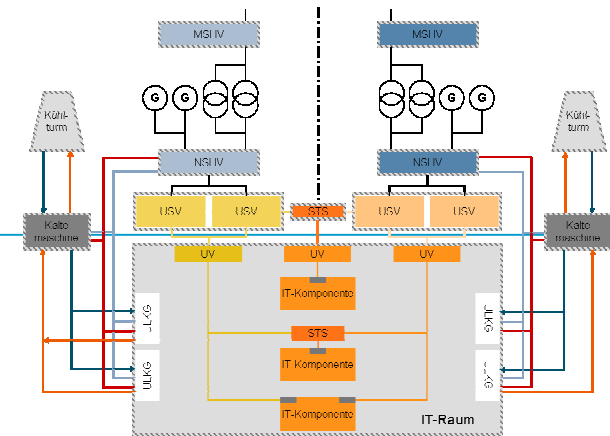 MSHV
MSHV
G
G
G
G
Kühl-
turm
Kühl-
turm
NSHV
NSHV
USV
USV
STS
USV
USV
Kälte
maschine
Kälte
maschine
UV
UV
UV
IT-Komponente
ULKG
STS
IT Komponente
ULKG
IT-Komponente
IT-Raum